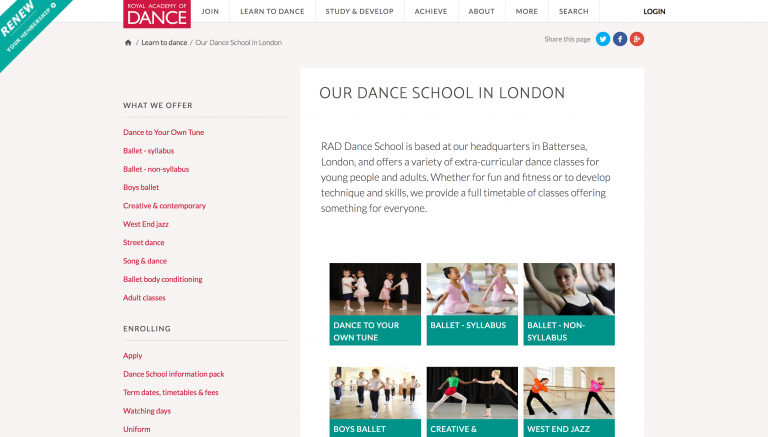 RENEW
YOUR MEMBERSHIP
ROYAL ACADEMY OF
DANCE
JOIN
LEARN TO DANCE
STUDY & DEVELOP
ACHIEVE
ABOUT
MORE
SEARCH
LOGIN
/ Learn to dance / Our Dance School in London
Share this page
WHAT WE OFFER
Dance to Your Own Tune
Ballet - syllabus
Ballet - non-syllabus
Boys ballet
Creative & contemporary
West End jazz
Street dance
Song & dance
Ballet body conditioning
Adult classes
ENROLLING
Apply
Dance School information pack
Term dates, timetables & fees
Watching days
Uniform
OUR DANCE SCHOOL IN LONDON
RAD Dance School is based at our headquarters in Battersea,
London, and offers a variety of extra-curricular dance classes for
young people and adults. Whether for fun and fitness or to develop
technique and skills, we provide a full timetable of classes offering
something for everyone.
DANCE TO YOUR
OWN TUNE
BALLET - SYLLABUS
BALLET - NON-
SYLLABUS
BOYS BALLET
CREATIVE &
WEST END JAZZ